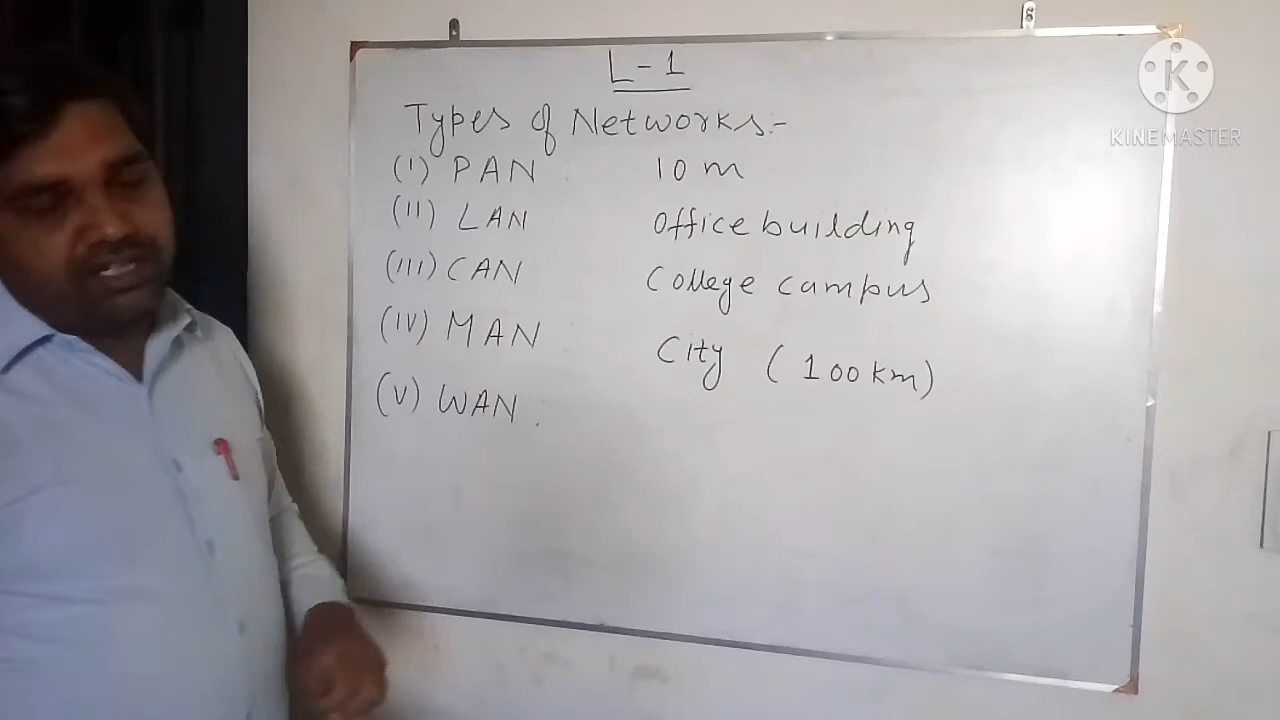 L-1
Types of Networks:-
(I) PAN 10 m
(II) LAN Office building
(III) CAN College campus
(IV) MAN City (100 km)
(V) WAN.
K
KINEMASTER